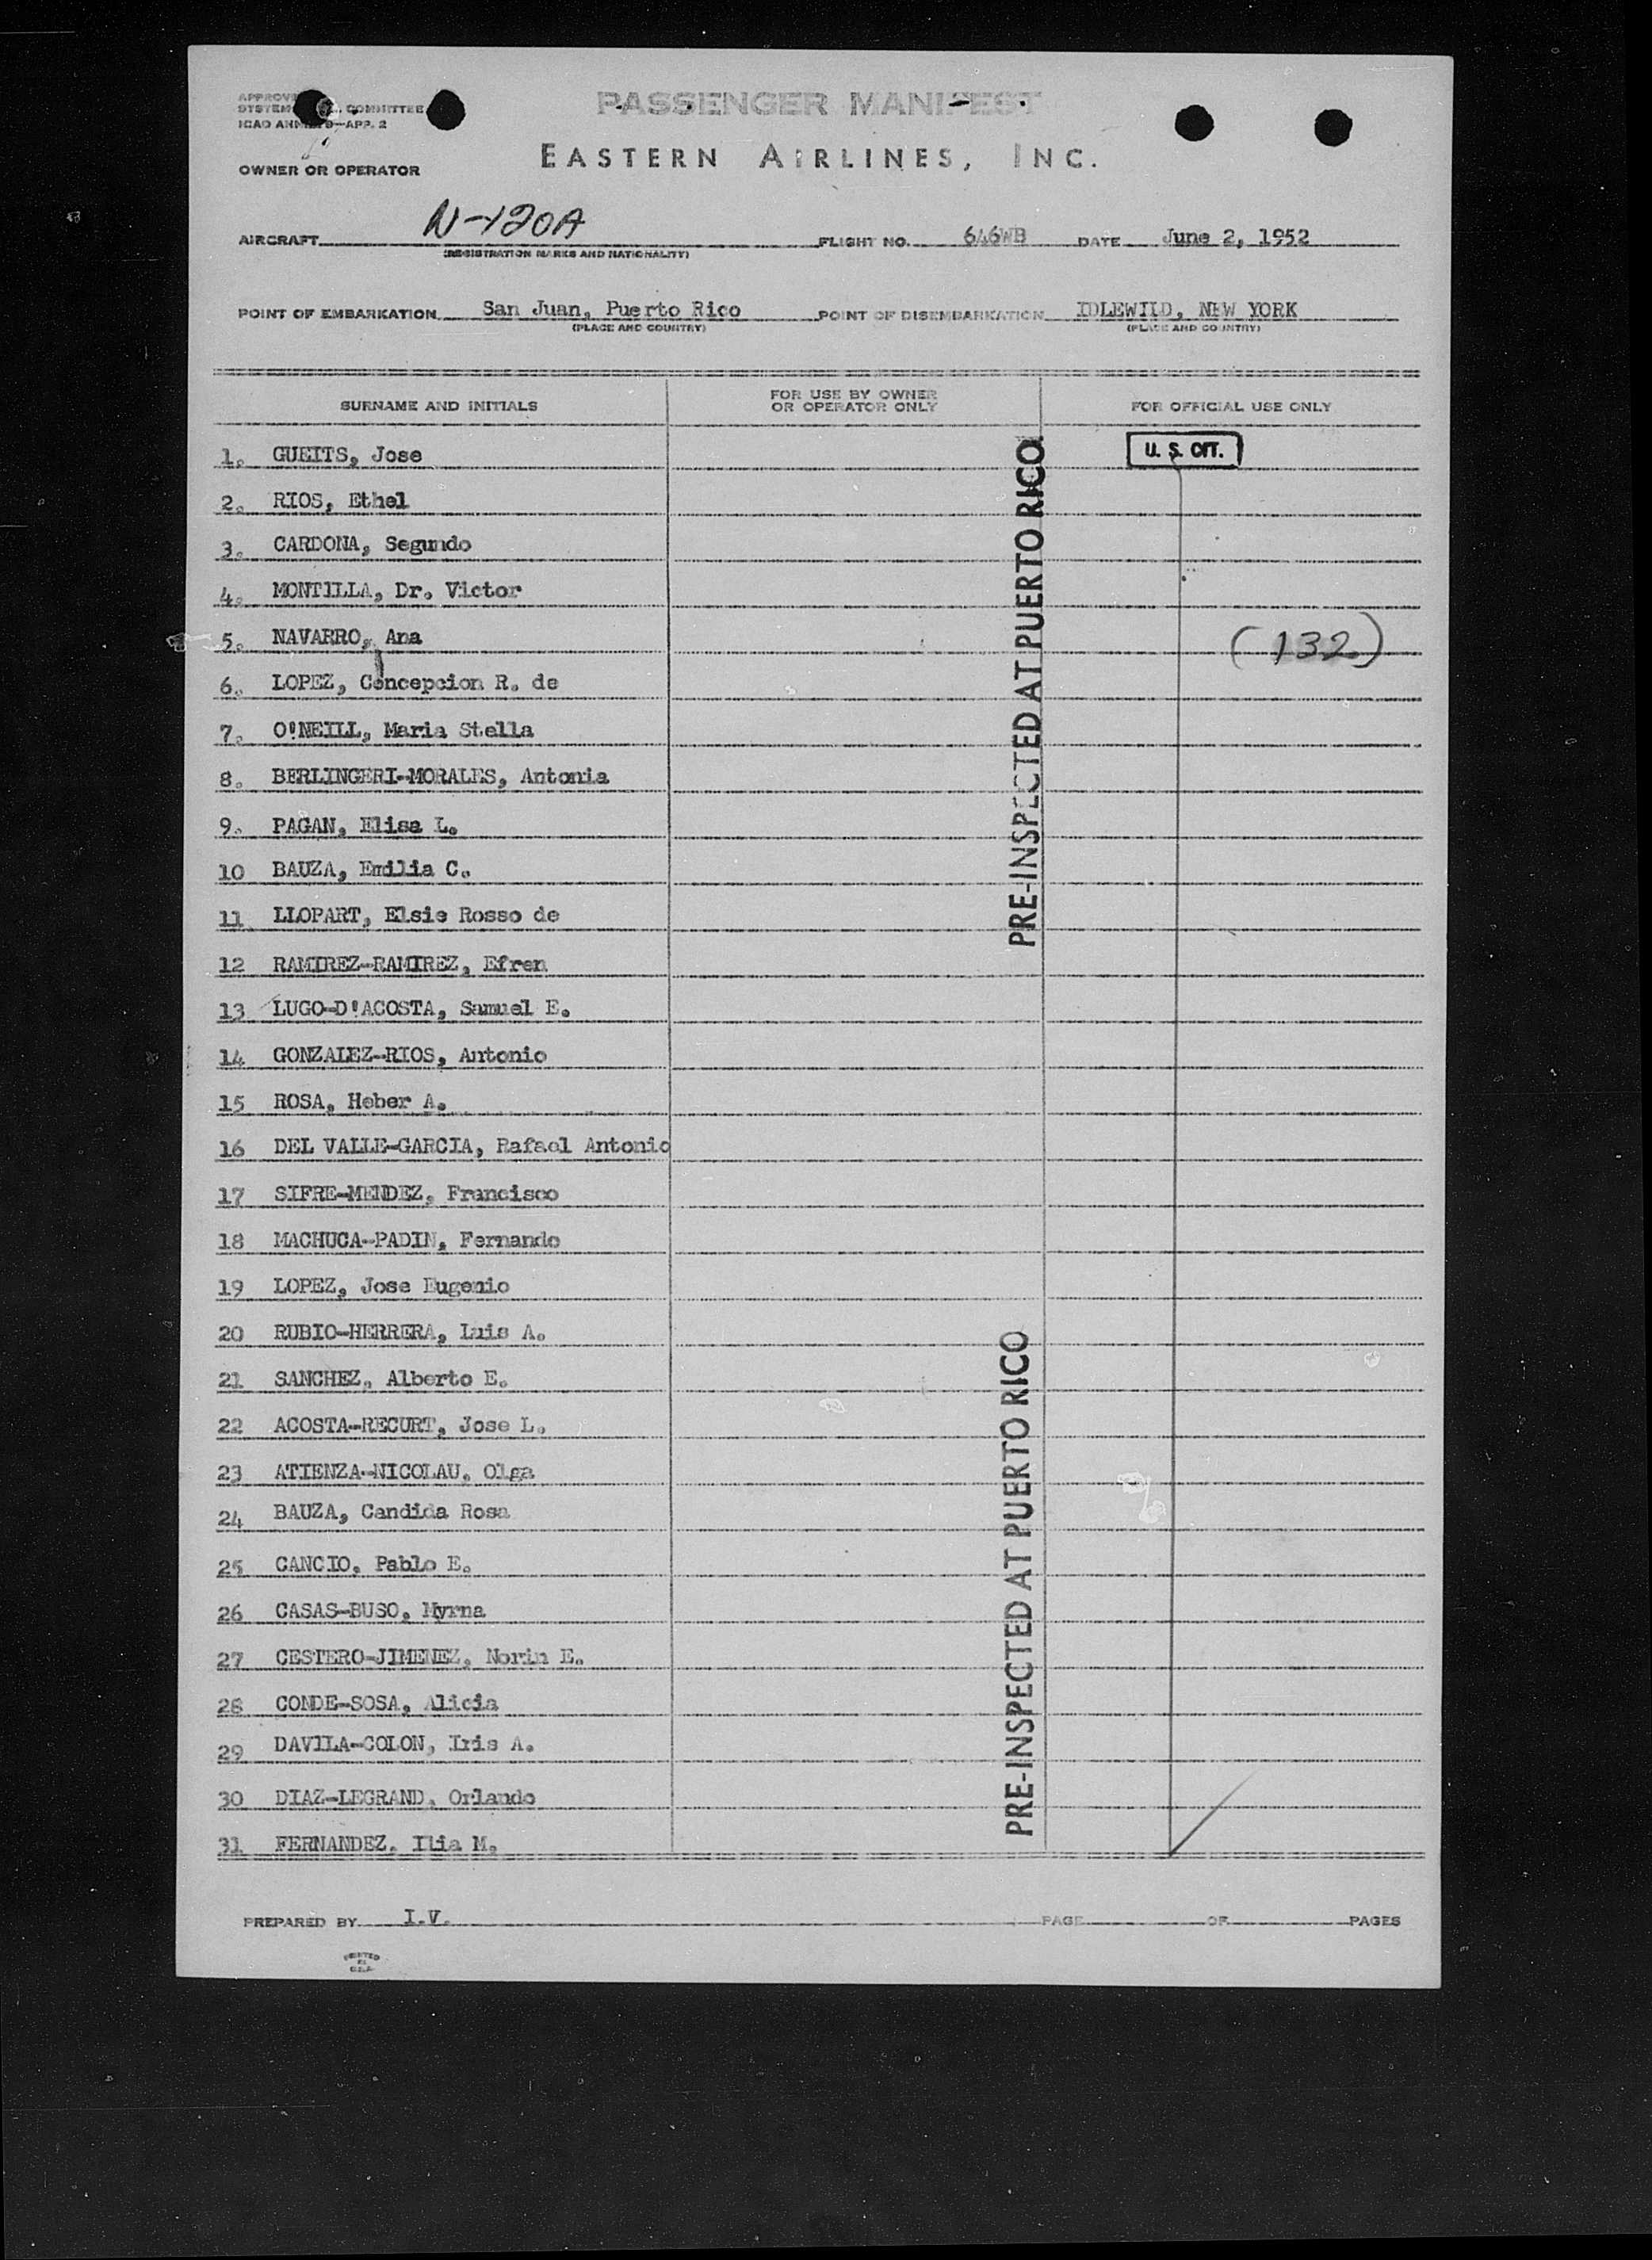 PASSENGER MANIFEST
COMMITTEE
APP. 2
OWNER OR OPERATOR
EASTERN AIRLINES, INC.
AIRCRAFT N-120A FLIGHT NO. 646WB DATE June 2, 1952
(REGISTRATION MARKS AND NATIONALITY)
POINT OF EMBARKATION San Juan, Puerto Rico POINT OF DISEMBARKATION IDLEWILD, NEW YORK
(PLACE AND COUNTRY) (PLACE AND COUNTRY)
SURNAME AND INITIALS FOR USE BY OWNER OR OPERATOR ONLY FOR OFFICIAL USE ONLY
1. GUEITS, Jose U. S. CIT.
2. RIOS, Ethel
3. CARDONA, Segundo
4. MONTILLA, Dr. Victor
5. NAVARRO, Ana (132)
6. LOPEZ, Concepcion R. de
7. O'NEILL, Maria Stella
8. BERLINGERI-MORALES, Antonia
9. PAGAN, Elisa L.
10 BAUZA, Emilia C.
11 LLOPART, Elsie Rosso de
12 RAMIREZ-RAMIREZ, Efren
13 LUGO-D'ACOSTA, Samuel E.
14 GONZALEZ-RIOS, Antonio
15 ROSA, Heber A.
16 DEL VALLE-GARCIA, Rafael Antonio
17 SIFRE-MENDEZ, Francisco
18 MACHUCA-PADIN, Fernando
19 LOPEZ, Jose Eugenio
20 RUBIO-HERRERA, Luis A.
21 SANCHEZ, Alberto E.
22 ACOSTA-RECURT, Jose L.
23 ATIENZA-NICOLAU, Olga
24 BAUZA, Candida Rosa
25 CANCIO, Pablo E.
26 CASAS-BUSO, Myrna
27 CESTERO-JIMENEZ, Norin E.
28 CONDE-SOSA, Alicia
29 DAVILA-COLON, Iris A.
30 DIAZ-LEGRAND, Orlando
31 FERNANDEZ, Ilia M.
PRE-INSPECTED AT PUERTO RICO
PRE-INSPECTED AT PUERTO RICO
PREPARED BY I.V. PAGE OF PAGES
PRINTED
IN
U.S.A.